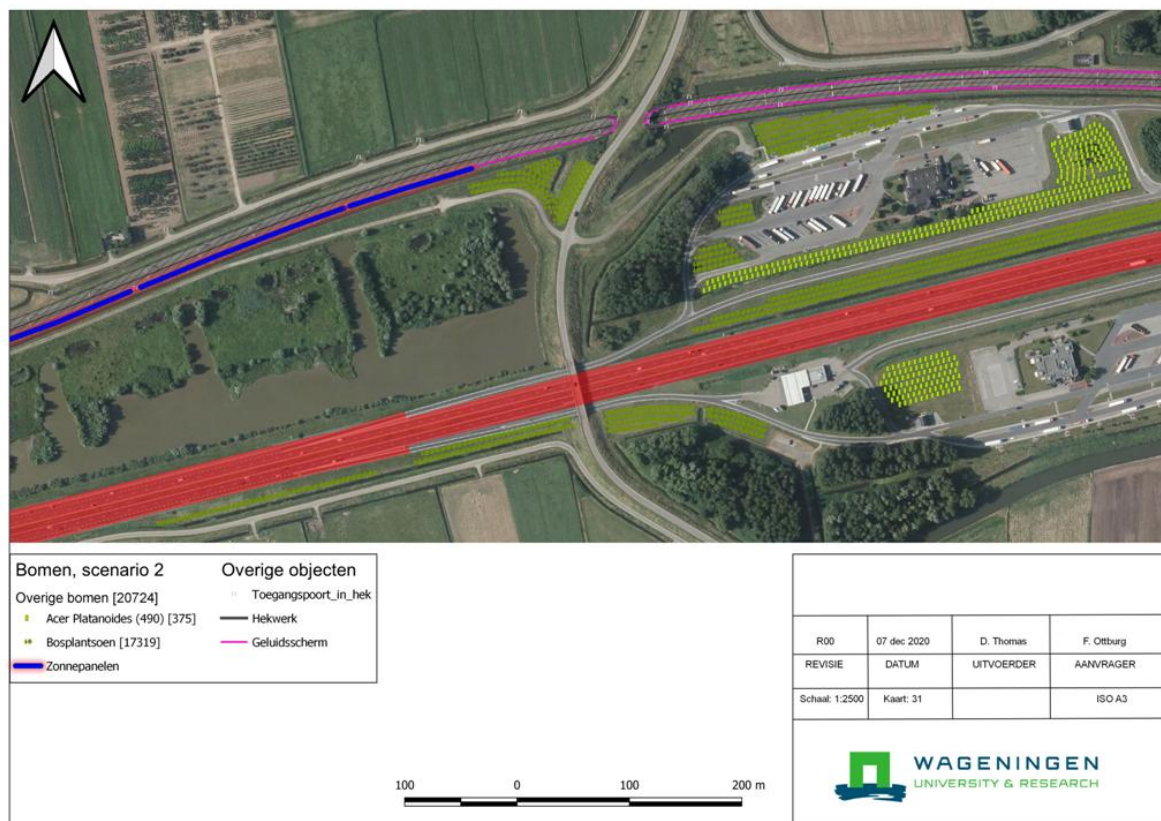 Bomen, scenario 2
Overige bomen [20724]
Acer Platanoides (490) [375]
Bosplantsoen [17319]
Zonnepanelen
Overige objecten
Toegangspoort_in_hek
Hekwerk
Geluidsscherm
100 0 100 200 m
R00 07 dec 2020 D. Thomas F. Ottburg
REVISIE DATUM UITVOERDER AANVRAGER
Schaal: 1:2500 Kaart: 31 ISO A3
WAGENINGEN
UNIVERSITY & RESEARCH